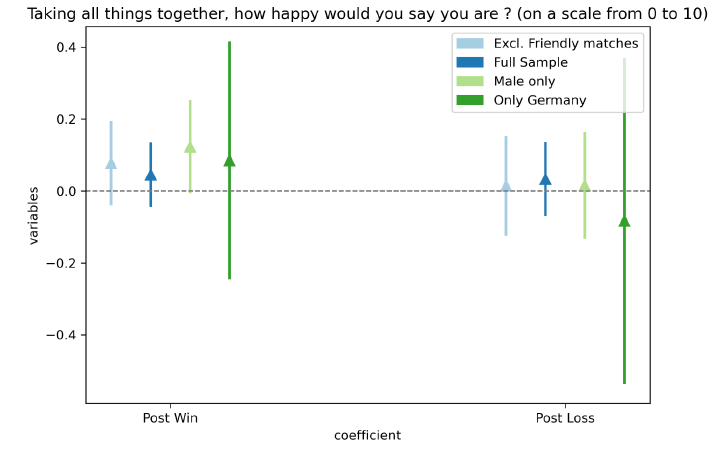 Taking all things together, how happy would you say you are ? (on a scale from 0 to 10)
Excl. Friendly matches
Full Sample
Male only
Only Germany
0.4
0.2
0.0
−0.2
−0.4
variables
Post Win
Post Loss
coefficient